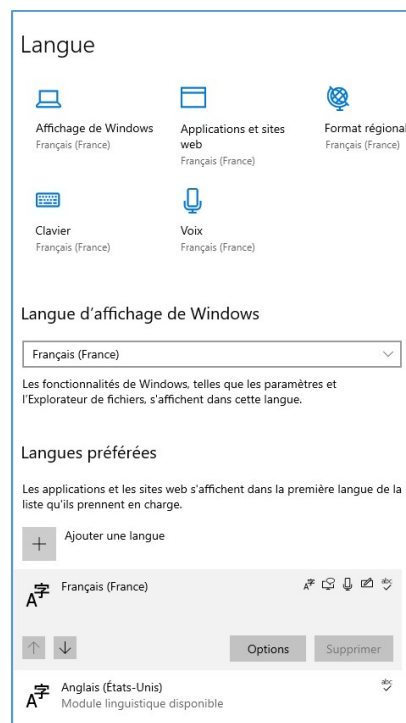 Langue
Affichage de Windows
Français (France)
Applications et sites
web
Français (France)
Format régional
Français (France)
Clavier
Français (France)
Voix
Français (France)
Langue d'affichage de Windows
Français (France)
Les fonctionnalités de Windows, telles que les paramètres et
l'Explorateur de fichiers, s'affichent dans cette langue.
Langues préférées
Les applications et les sites web s'affichent dans la première langue de la
liste qu'ils prennent en charge.
Ajouter une langue
Français (France)
Options
Supprimer
Anglais (États-Unis)
Module linguistique disponible